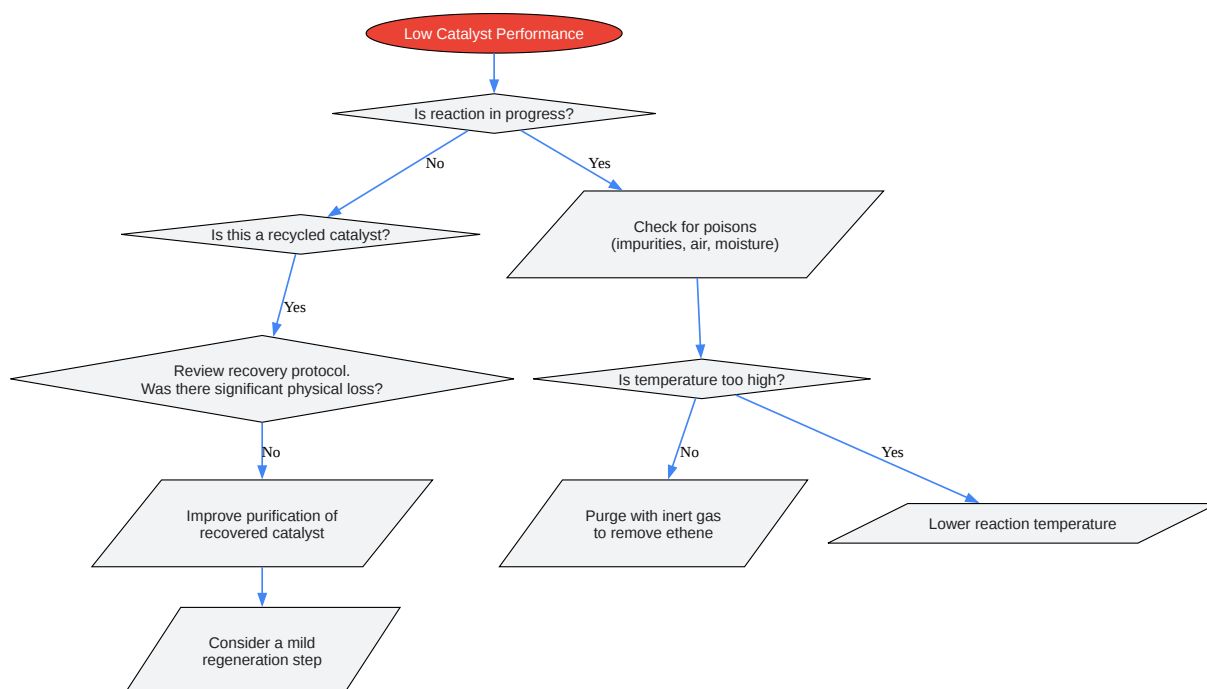 Low Catalyst Performance
Is reaction in progress?
No
Yes
Is this a recycled catalyst?
Check for poisons
(impurities, air, moisture)
Yes
Review recovery protocol.
Was there significant physical loss?
Is temperature too high?
No
No
Yes
Improve purification of
recovered catalyst
Purge with inert gas
to remove ethene
Lower reaction temperature
Consider a mild
regeneration step